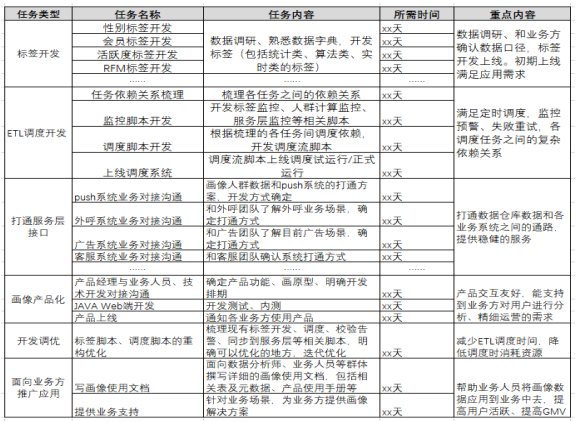 任务类型 任务名称 任务内容 所需时间 重点内容
标签开发
性别标签开发
会员标签开发
活跃度标签开发
RFM标签开发
......
数据调研、熟悉数据字典，开发
标签（包括统计类、算法类、实
时类的标签）
xx天
xx天
xx天
xx天
......
数据调研、和业务方
确认数据口径，标签
开发上线。初期上线
满足应用需求
ETL调度开发
任务依赖关系梳理
梳理各任务之间的依赖关系
xx天
监控脚本开发
开发标签监控、人群计算监控、
服务层监控等相关脚本
xx天
调度脚本开发
根据梳理的各任务间调度依赖，
开发调度流脚本
xx天
上线调度系统
调度流脚本上线调度试运行/正式
运行
xx天
满足定时调度，监控
预警、失败重试，各
调度任务之间的复杂
依赖关系
打通服务层
接口
push系统业务对接沟通
画像人群数据和push系统的打通方
案，开发方式确定
xx天
外呼系统业务对接沟通
和外呼团队了解外呼业务场景，确
定打通方式
xx天
广告系统业务对接沟通
和广告团队了解目前广告场景，确
定打通方式
xx天
客服系统业务对接沟通
和客服团队确认系统打通方式
xx天
......
......
打通数据仓库数据和各
业务系统之间的通路，
提供稳健的服务
画像产品化
产品经理与业务人员、技
术开发对接沟通
确定产品功能、画原型、明确开发
排期
xx天
JAVA Web端开发
开发测试、内测
xx天
产品上线
通知各业务方使用产品
xx天
产品交互友好，能支持
到业务方对用户进行分
析、精细运营的需求
开发调优
标签脚本、调度脚本的重
构优化
梳理现有标签开发、调度、校验告
警、同步到服务层等相关脚本，明
确可以优化的地方，迭代优化
xx天
减少ETL调度时间，降
低调度时消耗资源
面向业务方
推广应用
写画像使用文档
面向数据分析师、业务人员等群体
撰写详细的画像使用文档，包括相
关表及元数据、产品使用手册等
xx天
提供业务支持
针对业务场景，为业务方提供画像
解决方案
xx天
帮助业务人员将画像数
据应用到业务中去，提
高用户活跃、提高GMV